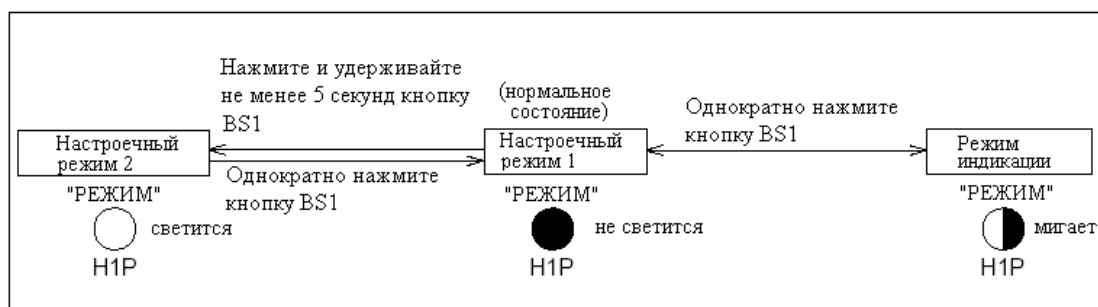 Нажмите и удерживайте
не менее 5 секунд кнопку
BS1
(нормальное
состояние)
Однократно нажмите
кнопку BS1
Настроечный
режим 2
Настроечный
режим 1
Режим
индикации
Однократно нажмите
кнопку BS1
"РЕЖИМ"
светится
H1P
"РЕЖИМ"
не светится
H1P
"РЕЖИМ"
мигает
H1P